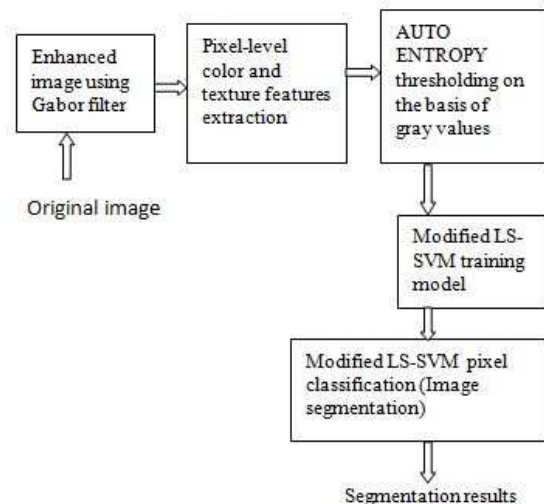 Enhanced
image using
Gabor filter
Original image
Pixel-level
color and
texture features
extraction
AUTO
ENTROPY
thresholding on
the basis of
gray values
Modified LS-
SVM training
model
Modified LS-SVM pixel
classification (Image
segmentation)
Segmentation results